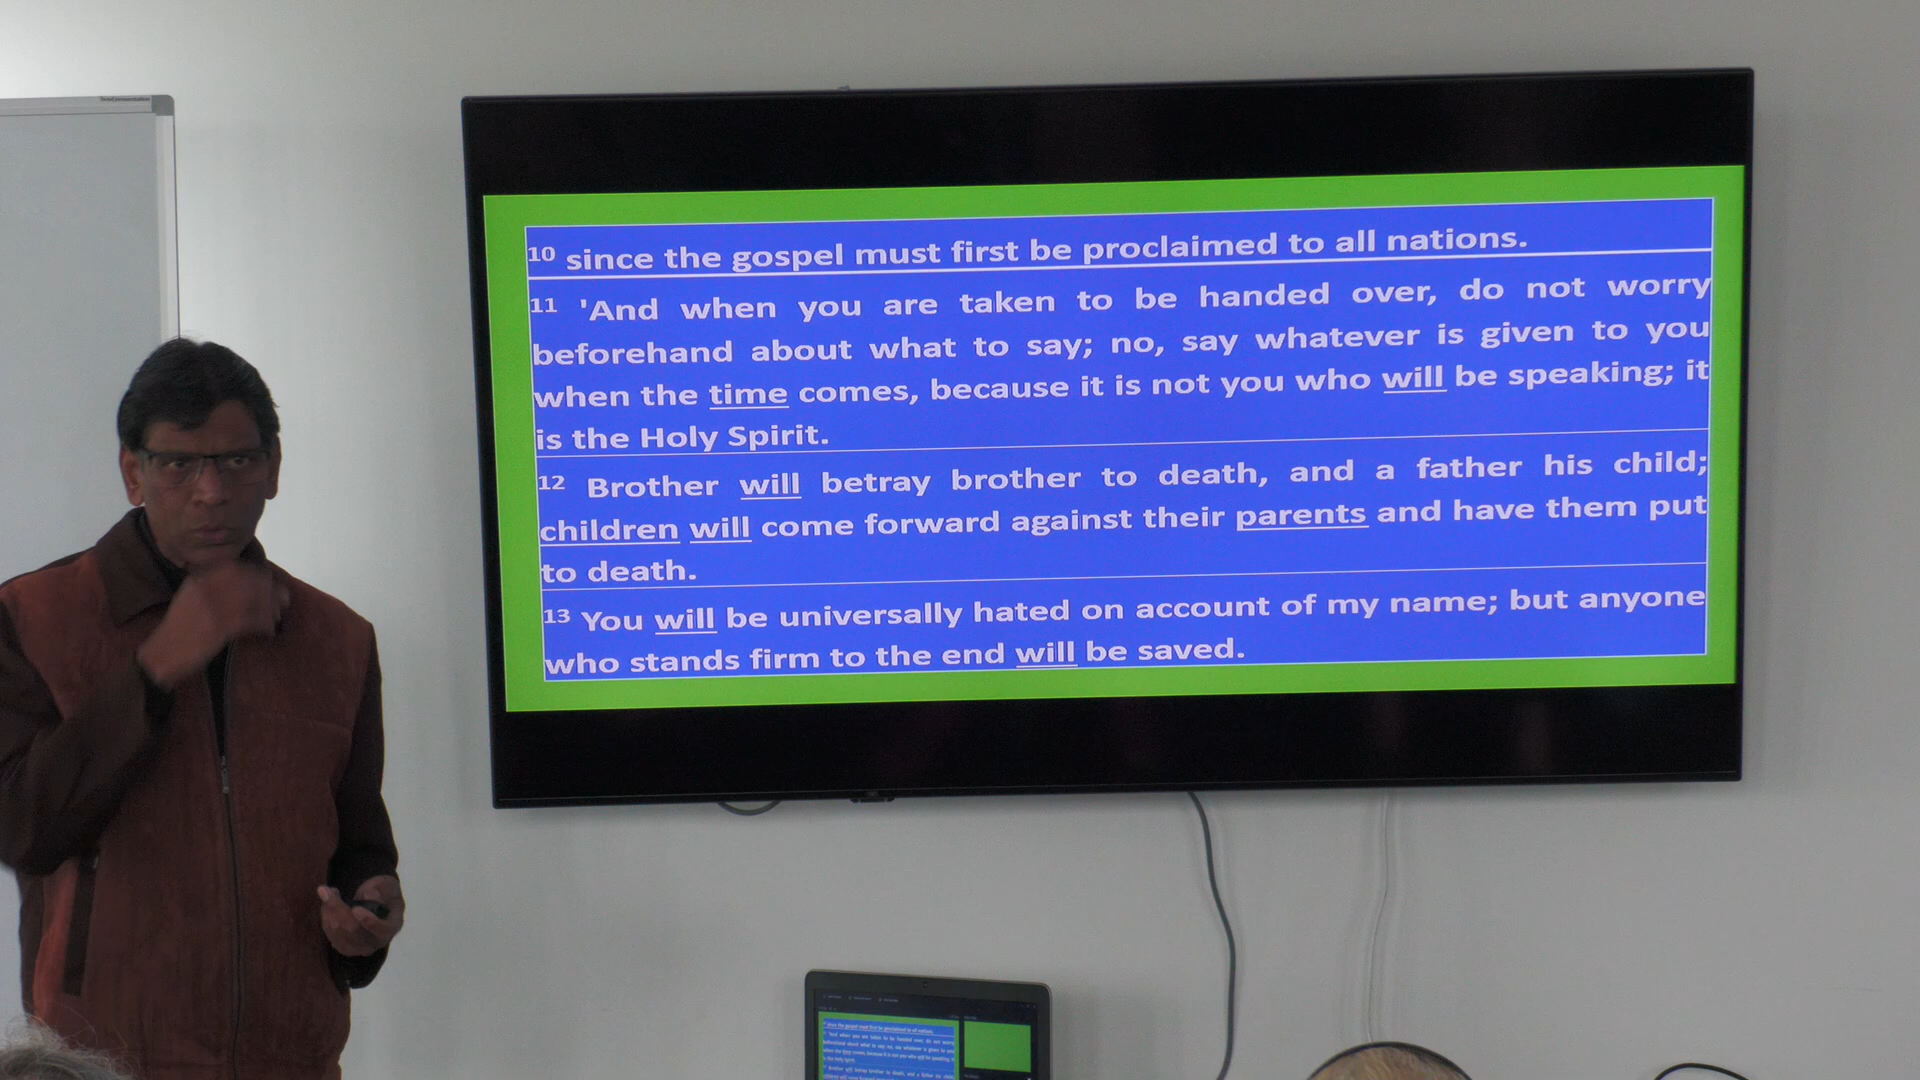 10 since the gospel must first be proclaimed to all nations.
11 'And when you are taken to be handed over, do not worry
beforehand about what to say; no, say whatever is given to you
when the time comes, because it is not you who will be speaking; it
is the Holy Spirit.
12 Brother will betray brother to death, and a father his child;
children will come forward against their parents and have them put
to death.
13 You will be universally hated on account of my name; but anyone
who stands firm to the end will be saved.